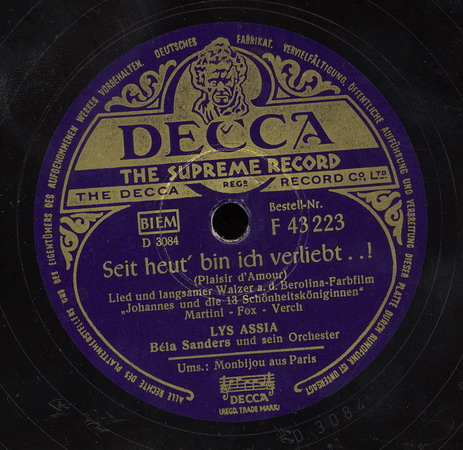 DEUTSCHES FABRIKAT. VERVIELFÄLTIGUNG, ÖFFENTLICHE AUFFÜHRUNG UND RUNDFUNKVERBREITUNG DIESER PLATTE DURCH RUNDFUNK IST UNTERSAGT
ALLE RECHTE DES PLATTENHERSTELLERS UND DES EIGENTÜMERS DES AUFGENOMMENEN WERKES VORBEHALTEN.
DECCA
THE SUPREME RECORD
THE DECCA REGD RECORD CO, LTD
BIEM
D 3084
Bestell-Nr.
F 43 223
Seit heut' bin ich verliebt . . !
(Plaisir d'Amour)
Lied und langsamer Walzer a. d. Berolina-Farbfilm
„Johannes und die 13 Schönheitsköniginnen"
Martini - Fox - Verch
LYS ASSIA
Béla Sanders und sein Orchester
Ums.: Monbijou aus Paris
DECCA
(REGD. TRADE MARK)
D 3084